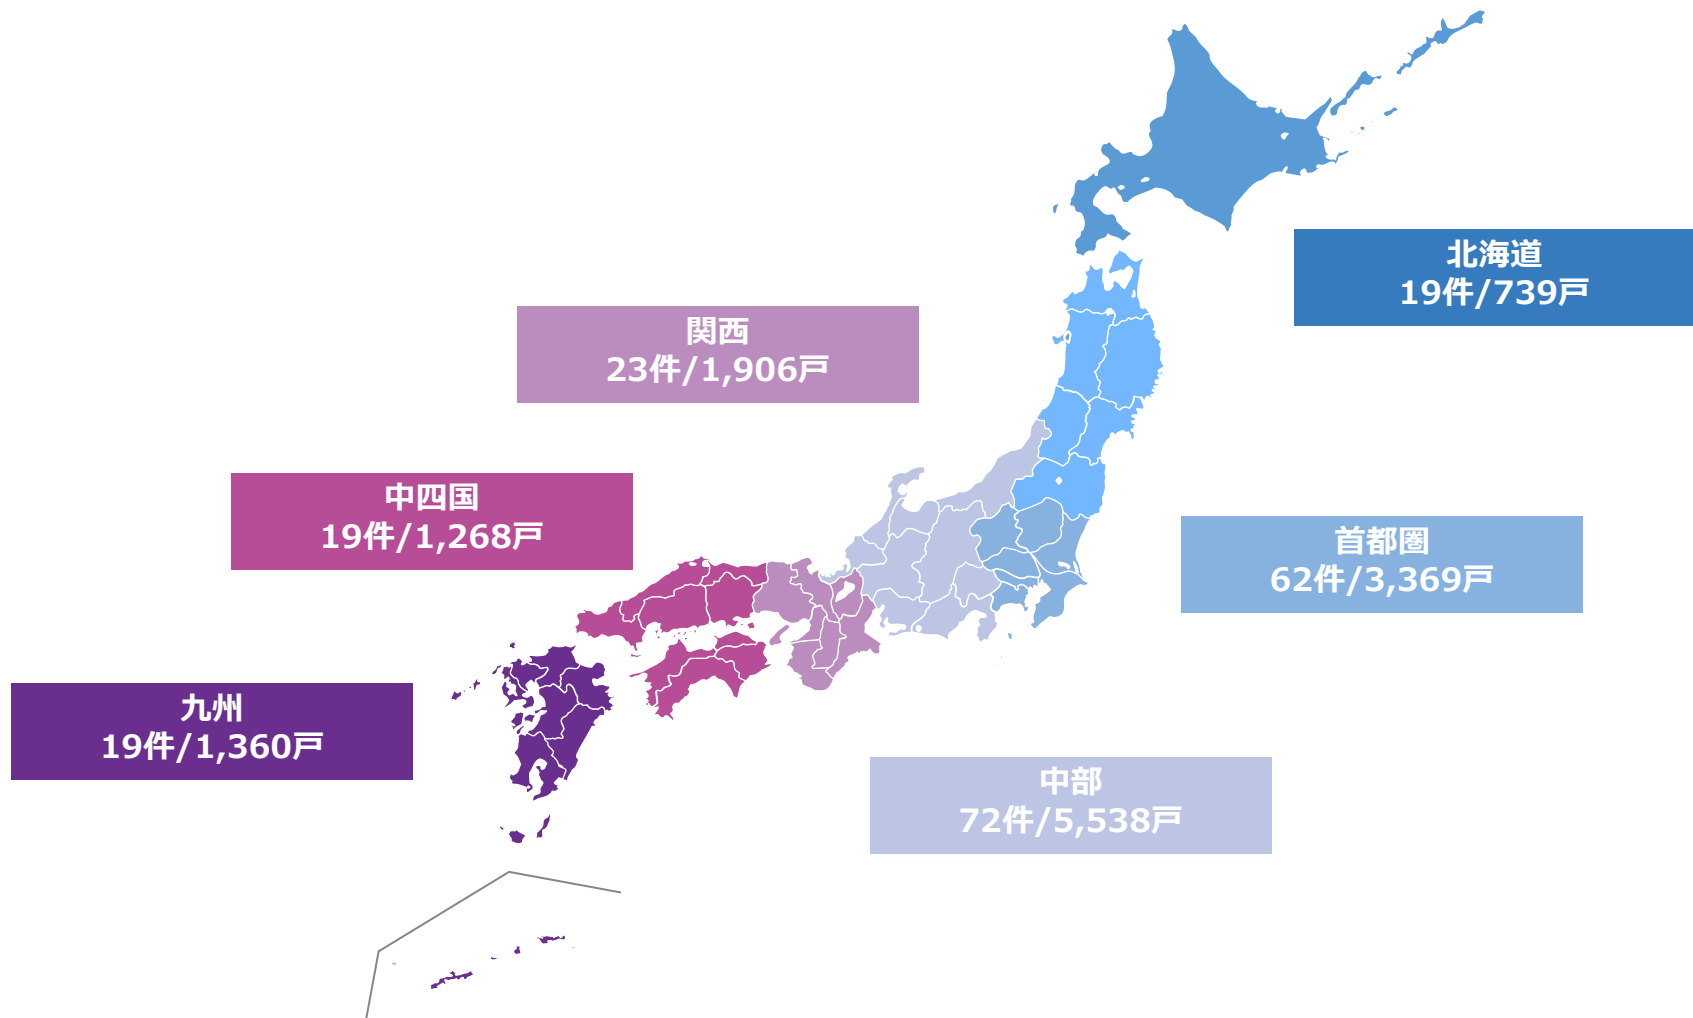 北海道
19件/739戸
関西
23件/1,906戸
中四国
19件/1,268戸
首都圏
62件/3,369戸
九州
19件/1,360戸
中部
72件/5,538戸